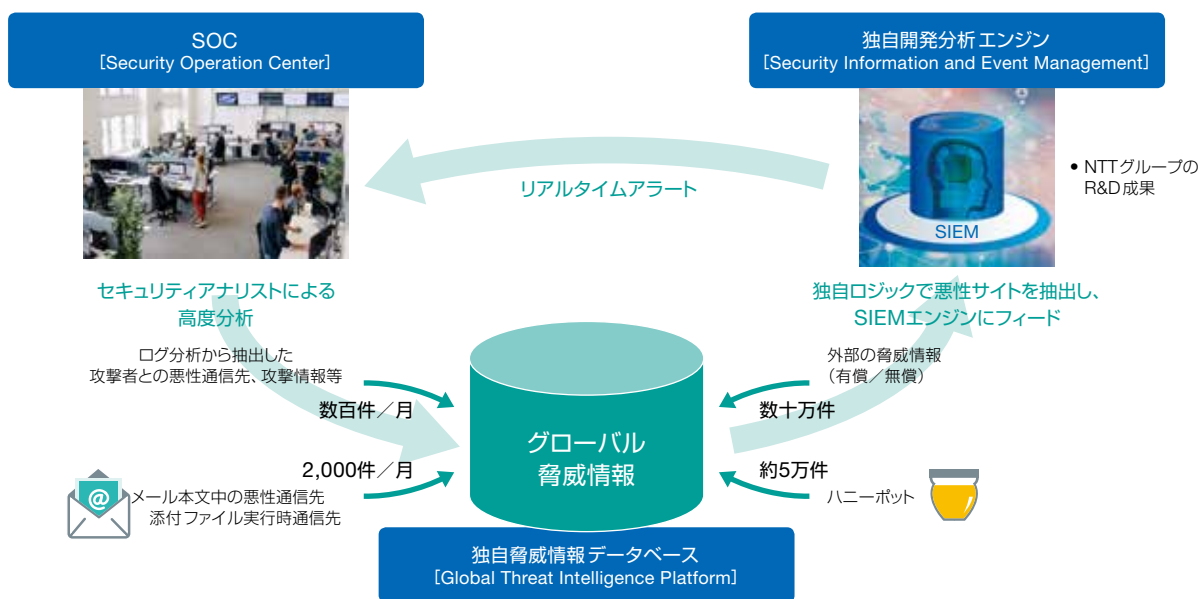 SOC
[Security Operation Center]
独自開発分析エンジン
[Security Information and Event Management]
リアルタイムアラート
SIEM
• NTTグループの
R&D成果
セキュリティアナリストによる
高度分析
独自ロジックで悪性サイトを抽出し、
SIEMエンジンにフィード
ログ分析から抽出した
攻撃者との悪性通信先、攻撃情報等
数百件／月
外部の脅威情報
（有償／無償）
数十万件
グローバル
脅威情報
2,000件／月
@
メール本文中の悪性通信先
添付ファイル実行時通信先
約5万件
ハニーポット
独自脅威情報データベース
[Global Threat Intelligence Platform]